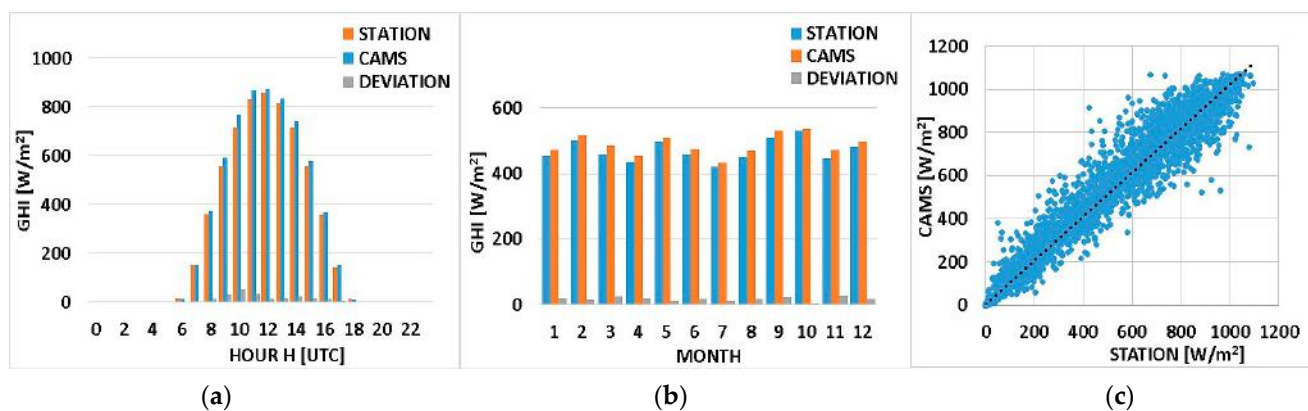 STATION
CAMS
DEVIATION
1000
800
600
400
200
0
GHI [W/m²]
0 2 4 6 8 10 12 14 16 18 20 22
HOUR H [UTC]
(a)
STATION
CAMS
DEVIATION
600
400
200
0
GHI [W/m²]
1 2 3 4 5 6 7 8 9 10 11 12
MONTH
(b)
1200
1000
800
600
400
200
0
CAMS [W/m²]
0 200 400 600 800 1000 1200
STATION [W/m²]
(c)